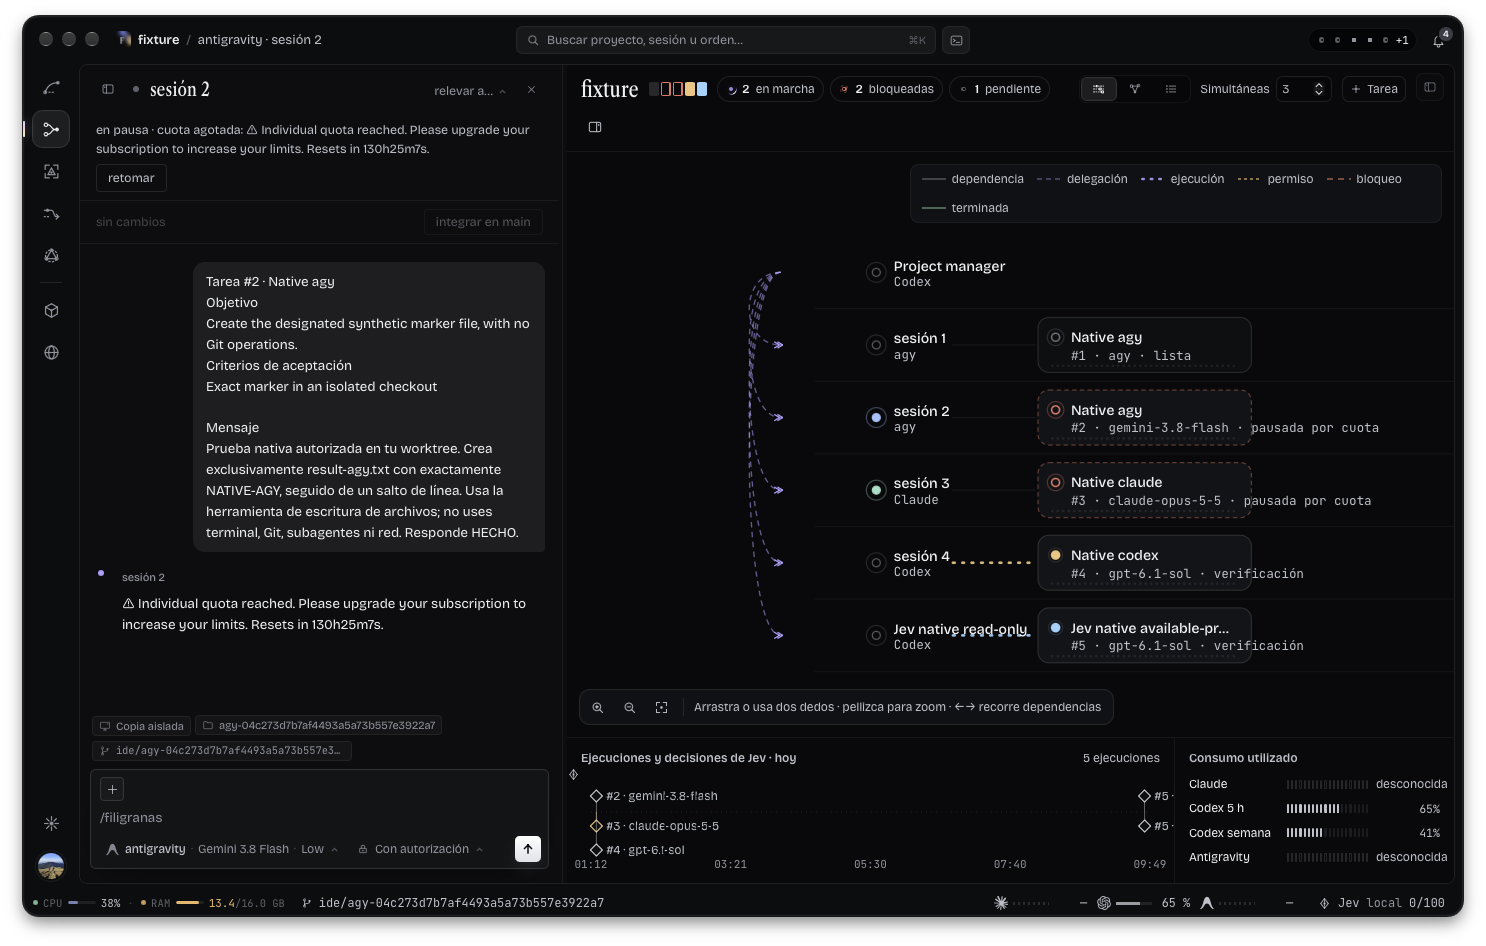 fixture / antigravity · sesión 2
Buscar proyecto, sesión u orden... ⌘K
+1
4
sesión 2
relevar a...
en pausa · cuota agotada: ⚠ Individual quota reached. Please upgrade your
subscription to increase your limits. Resets in 130h25m7s.
retomar
sin cambios
integrar en main
Tarea #2 · Native agy
Objetivo
Create the designated synthetic marker file, with no
Git operations.
Criterios de aceptación
Exact marker in an isolated checkout
Mensaje
Prueba nativa autorizada en tu worktree. Crea
exclusivamente result-agy.txt con exactamente
NATIVE-AGY, seguido de un salto de línea. Usa la
herramienta de escritura de archivos; no uses
terminal, Git, subagentes ni red. Responde HECHO.
sesión 2
⚠ Individual quota reached. Please upgrade your subscription to
increase your limits. Resets in 130h25m7s.
Copia aislada
agy-04c273d7b7af4493a5a73b557e3922a7
ide/agy-04c273d7b7af4493a5a73b557e3…
/filigranas
antigravity · Gemini 3.8 Flash · Low
Con autorización
fixture
2 en marcha
2 bloqueadas
1 pendiente
Simultáneas 3
+ Tarea
dependencia
delegación
ejecución
permiso
bloqueo
terminada
Project manager
Codex
sesión 1
agy
Native agy
#1 · agy · lista
sesión 2
agy
Native agy
#2 · gemini-3.8-flash · pausada por cuota
sesión 3
Claude
Native claude
#3 · claude-opus-5-5 · pausada por cuota
sesión 4
Codex
Native codex
#4 · gpt-6.1-sol · verificación
Jev native read-only
Codex
Jev native available-pr...
#5 · gpt-6.1-sol · verificación
Arrastra o usa dos dedos · pellizca para zoom · ←→ recorre dependencias
Ejecuciones y decisiones de Jev · hoy
5 ejecuciones
#2 · gemini-3.8-flash
#5 ·
#3 · claude-opus-5-5
#5 ·
#4 · gpt-6.1-sol
01:12
03:21
05:30
07:40
09:49
Consumo utilizado
Claude desconocida
Codex 5 h 65%
Codex semana 41%
Antigravity desconocida
CPU 38% · RAM 13.4/16.0 GB
ide/agy-04c273d7b7af4493a5a73b557e3922a7
— 65 % —
Jev local 0/100